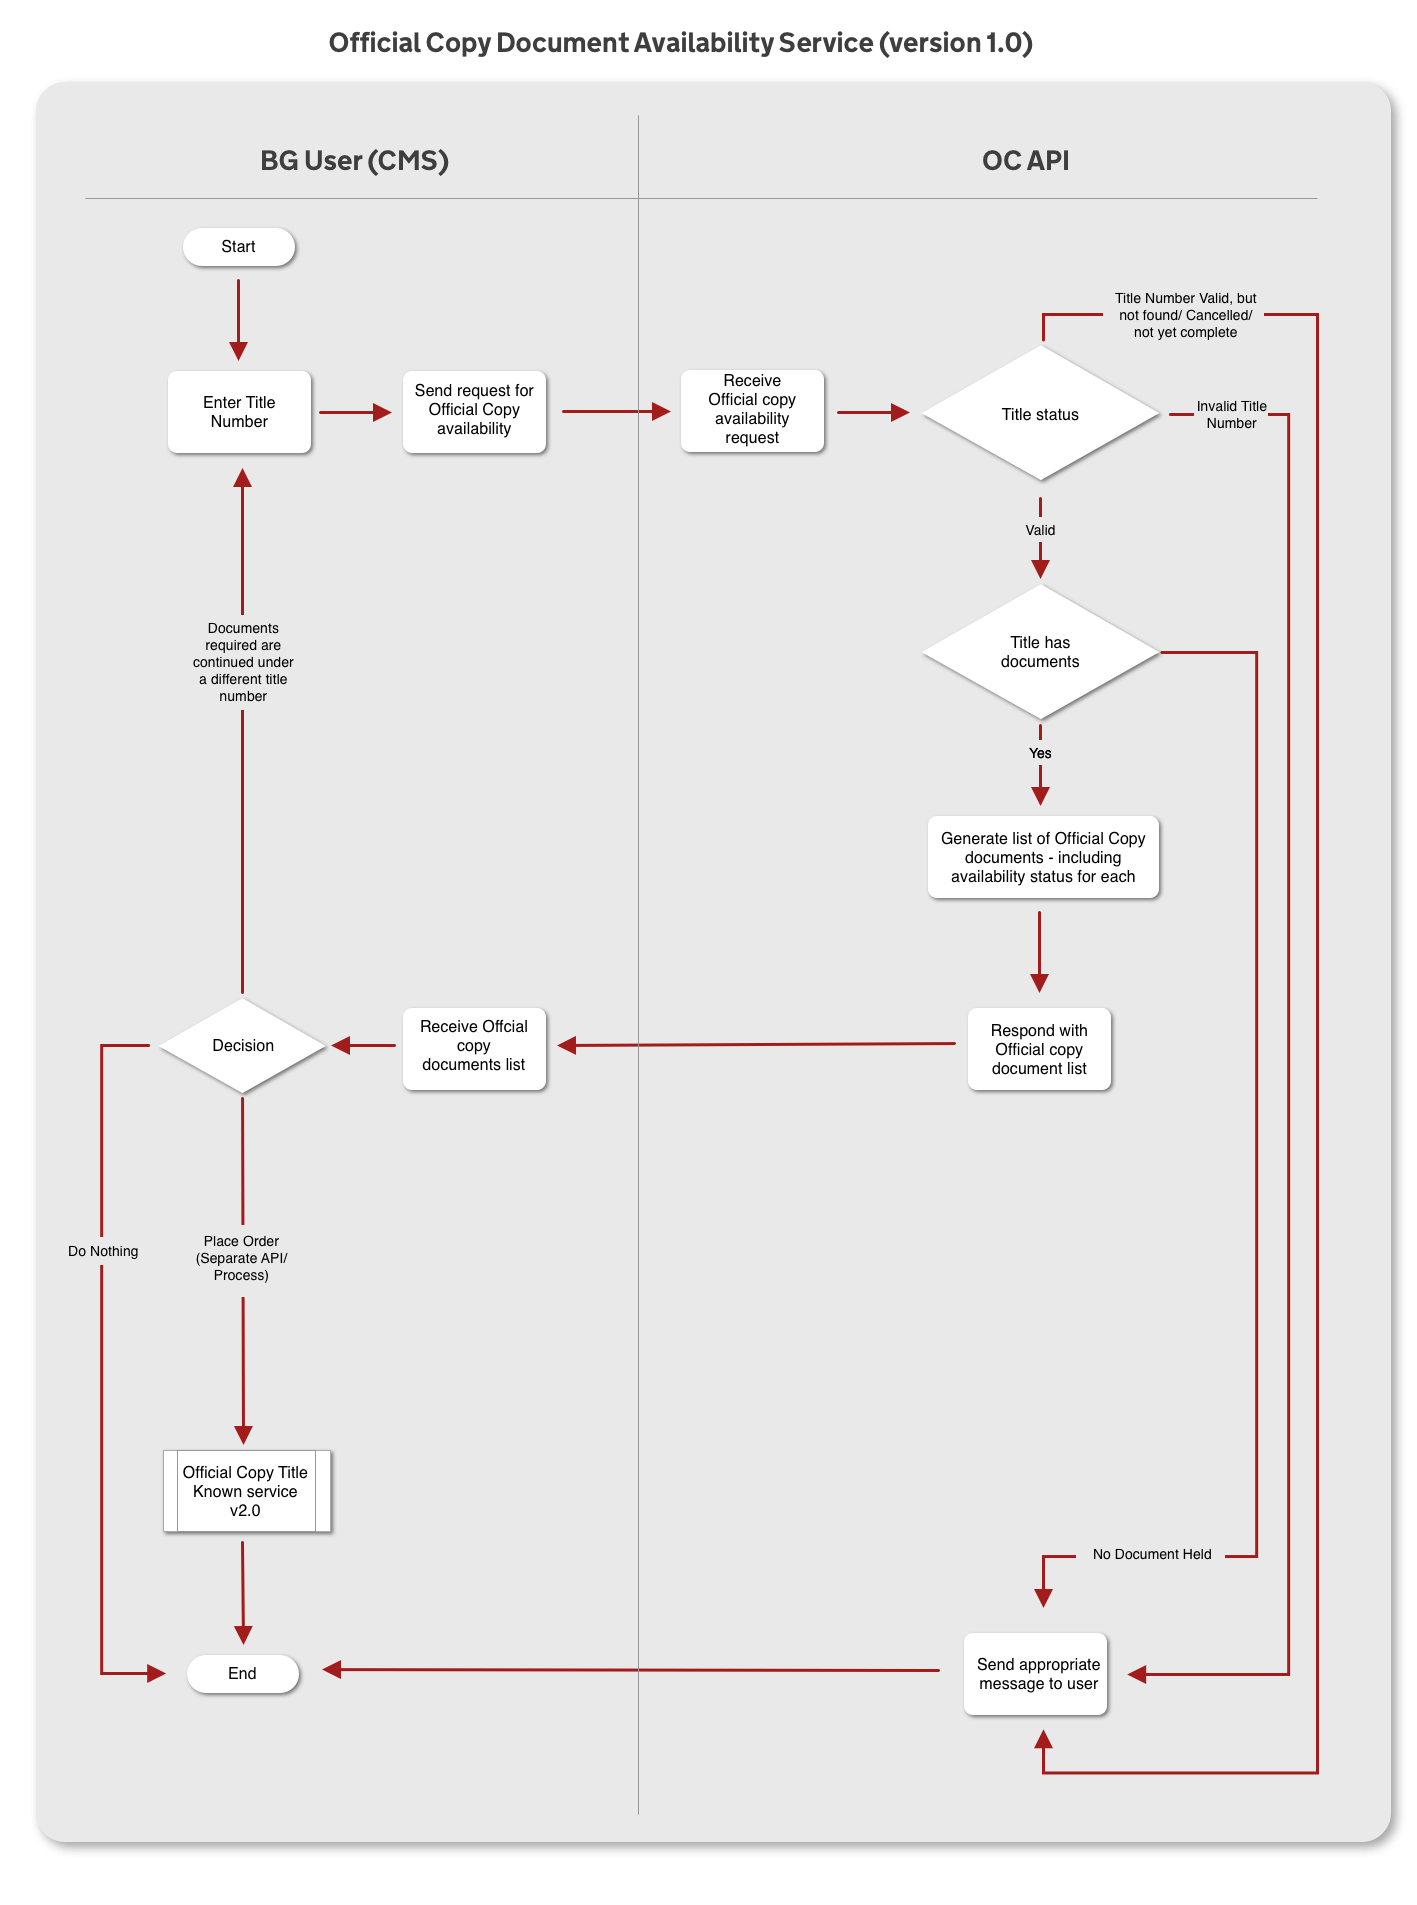 Official Copy Document Availability Service (version 1.0)
BG User (CMS)
OC API
Start
Title Number Valid, but
not found/ Cancelled/
not yet complete
Enter Title
Number
Send request for
Official Copy
availability
Receive
Official copy
availability
request
Title status
Invalid Title
Number
Valid
Documents
required are
continued under
a different title
number
Title has
documents
Yes
Generate list of Official Copy
documents - including
availability status for each
Decision
Receive Offcial
copy
documents list
Respond with
Official copy
document list
Do Nothing
Place Order
(Separate API/
Process)
Official Copy Title
Known service
v2.0
No Document Held
End
Send appropriate
message to user